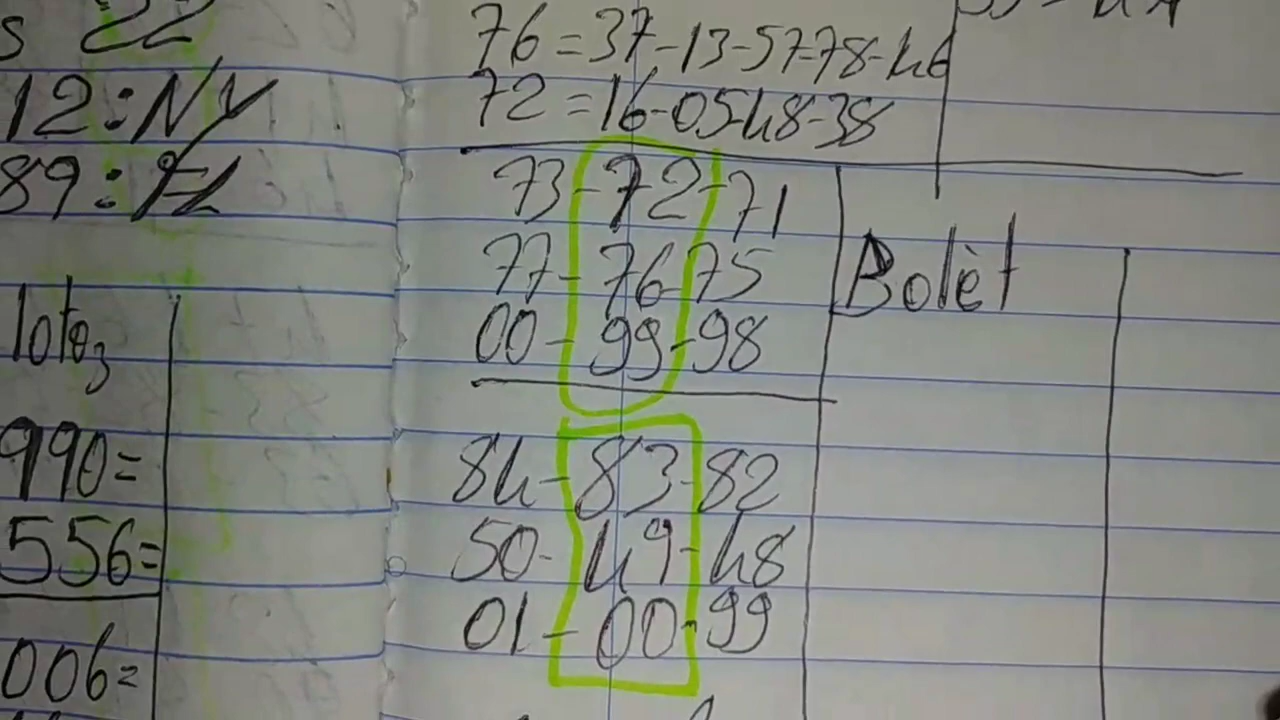 s 22
12:NY
89:FL
loto3
990=
556=
006=
76=37-13-57-78-46
72=16-05-48-38
73-72-71
77-76-75
00-99-98
84-83-82
50-49-48
01-00-99
Bolèt